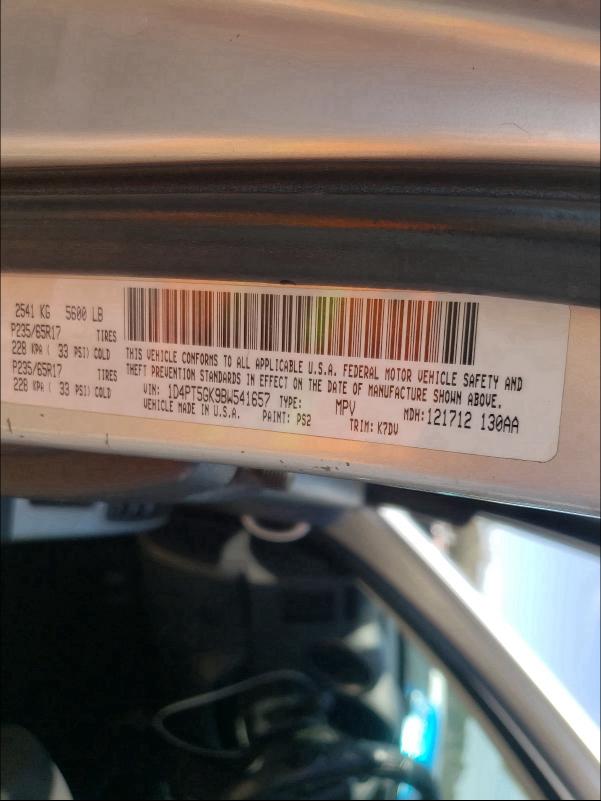 2541 KG 5600 LB
P235/65R17 TIRES
228 KPA ( 33 PSI) COLD
P235/65R17 TIRES
228 KPA ( 33 PSI) COLD
THIS VEHICLE CONFORMS TO ALL APPLICABLE U.S.A. FEDERAL MOTOR VEHICLE SAFETY AND
THEFT PREVENTION STANDARDS IN EFFECT ON THE DATE OF MANUFACTURE SHOWN ABOVE.
VIN: 1D4PT5GK9BW541657 TYPE: MPV MDH:121712 130AA
VEHICLE MADE IN U.S.A. PAINT: PS2 TRIM: K7DV